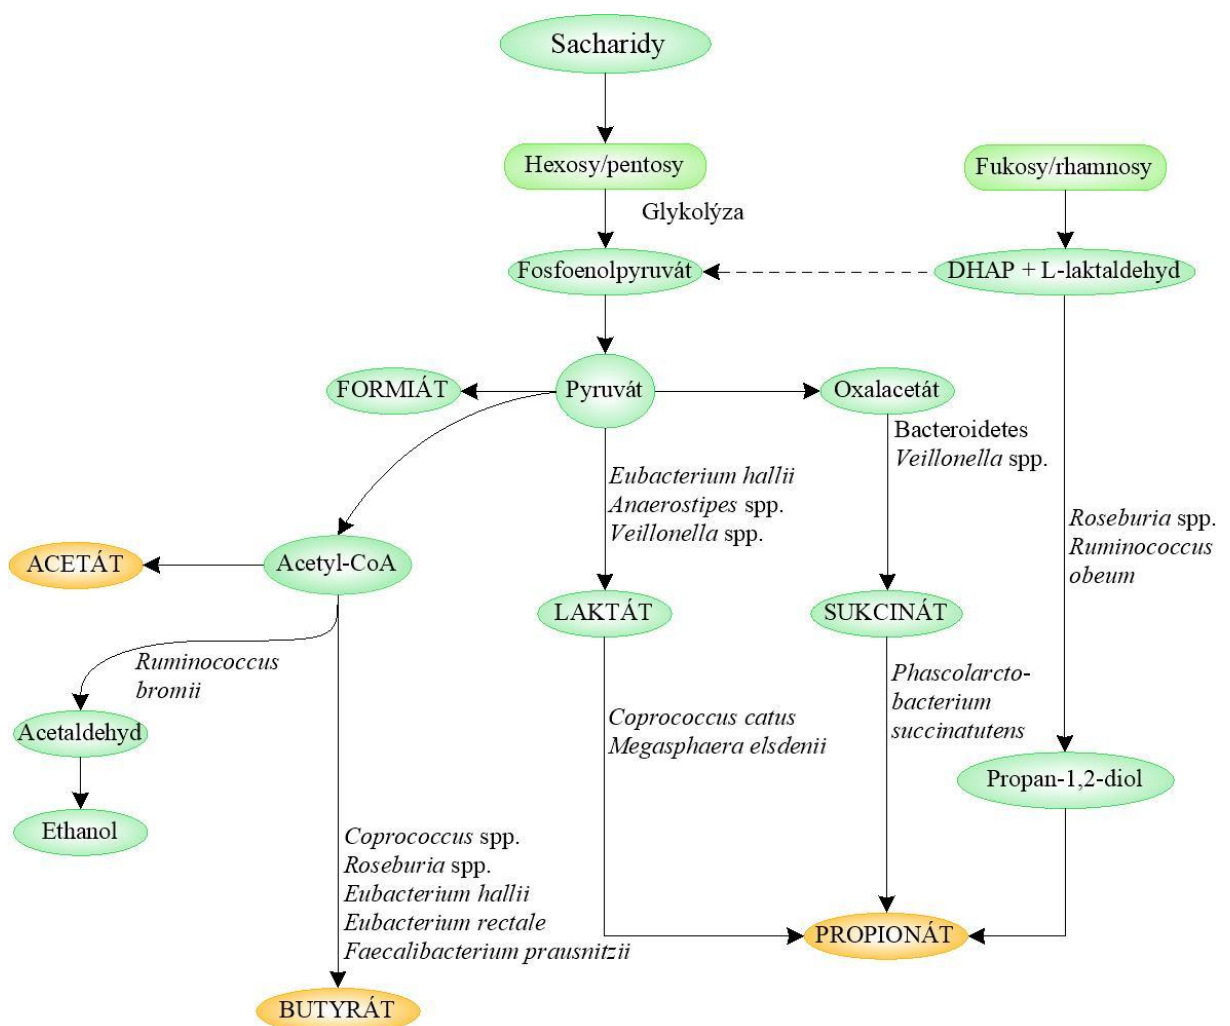 Sacharidy
Hexosy/pentosy
Fukosy/rhamnosy
Glykolýza
Fosfoenolpyruvát
DHAP + L-laktaldehyd
FORMIÁT
Pyruvát
Oxalacetát
Bacteroidetes
Veillonella spp.
Eubacterium hallii
Anaerostipes spp.
Veillonella spp.
Roseburia spp.
Ruminococcus
obeum
ACETÁT
Acetyl-CoA
LAKTÁT
SUKCINÁT
Ruminococcus
bromii
Phascolarcto-
bacterium
succinatutens
Coprococcus catus
Megasphaera elsdenii
Acetaldehyd
Propan-1,2-diol
Ethanol
Coprococcus spp.
Roseburia spp.
Eubacterium hallii
Eubacterium rectale
Faecalibacterium prausnitzii
PROPIONÁT
BUTYRÁT